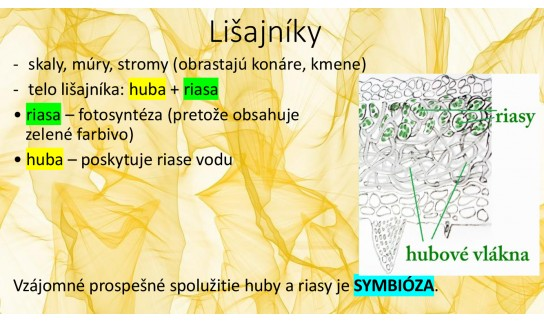 Lišajníky
- skaly, múry, stromy (obrastajú konáre, kmene)
- telo lišajníka: huba + riasa
• riasa – fotosyntéza (pretože obsahuje
zelené farbivo)
• huba – poskytuje riase vodu
riasy
hubové vlákna
Vzájomné prospešné spolužitie huby a riasy je SYMBIÓZA.